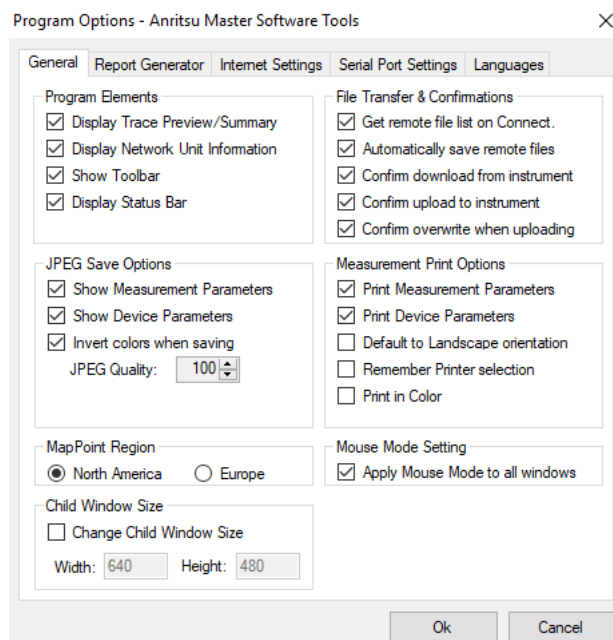 Program Options - Anritsu Master Software Tools
General
Report Generator
Internet Settings
Serial Port Settings
Languages
Program Elements
Display Trace Preview/Summary
Display Network Unit Information
Show Toolbar
Display Status Bar
File Transfer & Confirmations
Get remote file list on Connect.
Automatically save remote files
Confirm download from instrument
Confirm upload to instrument
Confirm overwrite when uploading
JPEG Save Options
Show Measurement Parameters
Show Device Parameters
Invert colors when saving
JPEG Quality: 100
Measurement Print Options
Print Measurement Parameters
Print Device Parameters
Default to Landscape orientation
Remember Printer selection
Print in Color
MapPoint Region
North America Europe
Mouse Mode Setting
Apply Mouse Mode to all windows
Child Window Size
Change Child Window Size
Width: 640 Height: 480
Ok
Cancel